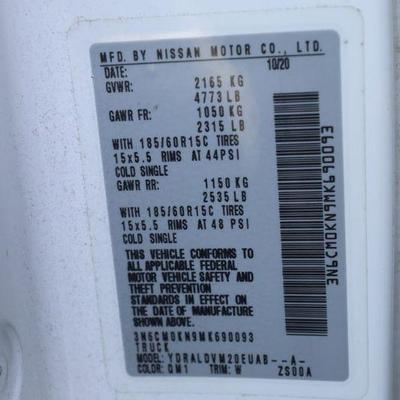 MFD. BY NISSAN MOTOR CO., LTD.
DATE: 10/20
GVWR: 2165 KG
4773 LB
GAWR FR: 1050 KG
2315 LB
WITH 185/60R15C TIRES
15x5.5 RIMS AT 44PSI
COLD SINGLE
GAWR RR: 1150 KG
2535 LB
WITH 185/60R15C TIRES
15x5.5 RIMS AT 48 PSI
COLD SINGLE
THIS VEHICLE CONFORMS TO
ALL APPLICABLE FEDERAL
MOTOR VEHICLE SAFETY AND
THEFT PREVENTION
STANDARDS IN EFFECT ON
THE DATE OF MANUFACTURE
SHOWN ABOVE.
3N6CM0KN9MK690093
TRUCK
MODEL: YDRALDVM20EUAB--A-
COLOR: QM1 TRIM: W ZS00A
3N6CM0KN9MK690093